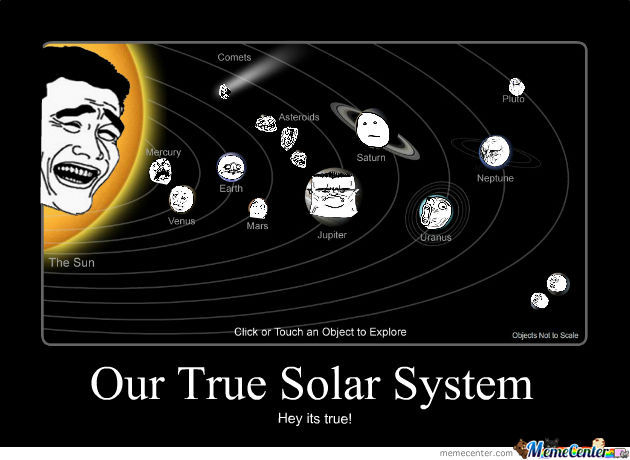 Comets
Pluto
Asteroids
Saturn
Mercury
Neptune
Earth
Venus
Mars
Jupiter
Uranus
The Sun
Click or Touch an Object to Explore
Objects Not to Scale
Our True Solar System
Hey its true!
memecenter.com
MemeCenter